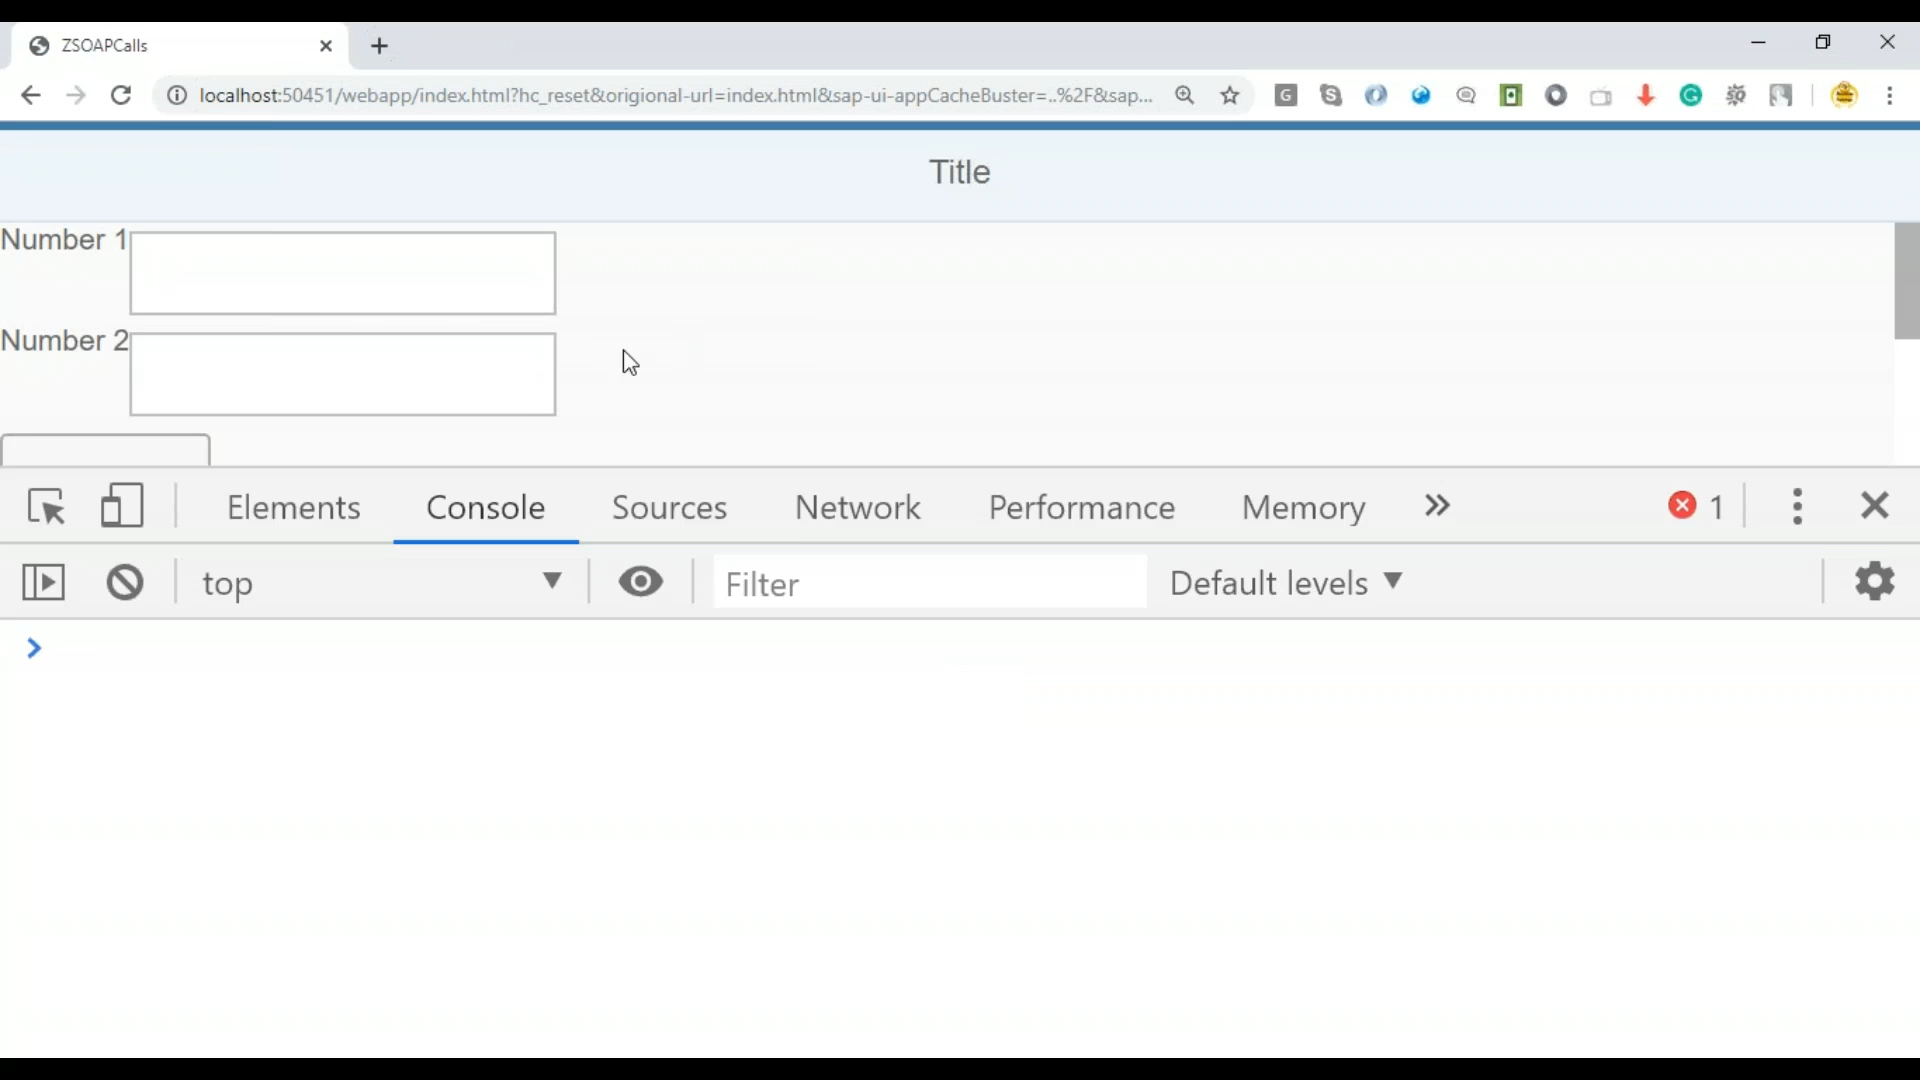 ZSOAPCalls
localhost:50451/webapp/index.html?hc_reset&origional-url=index.html&sap-ui-appCacheBuster=..%2F&sap...
Title
Number 1
Number 2
Elements Console Sources Network Performance Memory 1
top Filter Default levels